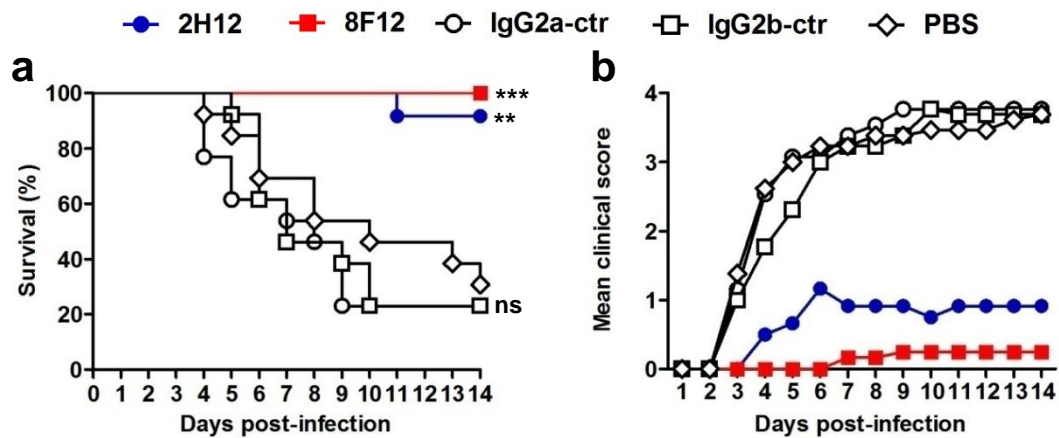 2H12 8F12 IgG2a-ctr IgG2b-ctr PBS
a
b
100
80
60
40
20
0
Survival (%)
***
**
ns
0 1 2 3 4 5 6 7 8 9 10 11 12 13 14
Days post-infection
4
3
2
1
0
Mean clinical score
1 2 3 4 5 6 7 8 9 10 11 12 13 14
Days post-infection